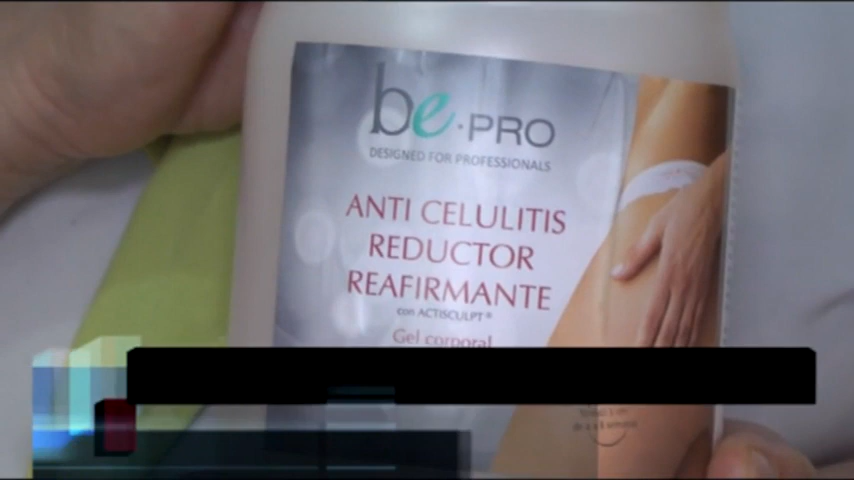 be·PRO
DESIGNED FOR PROFESSIONALS
ANTI CELULITIS
REDUCTOR
REAFIRMANTE
con ACTISCULPT®
Gel corporal